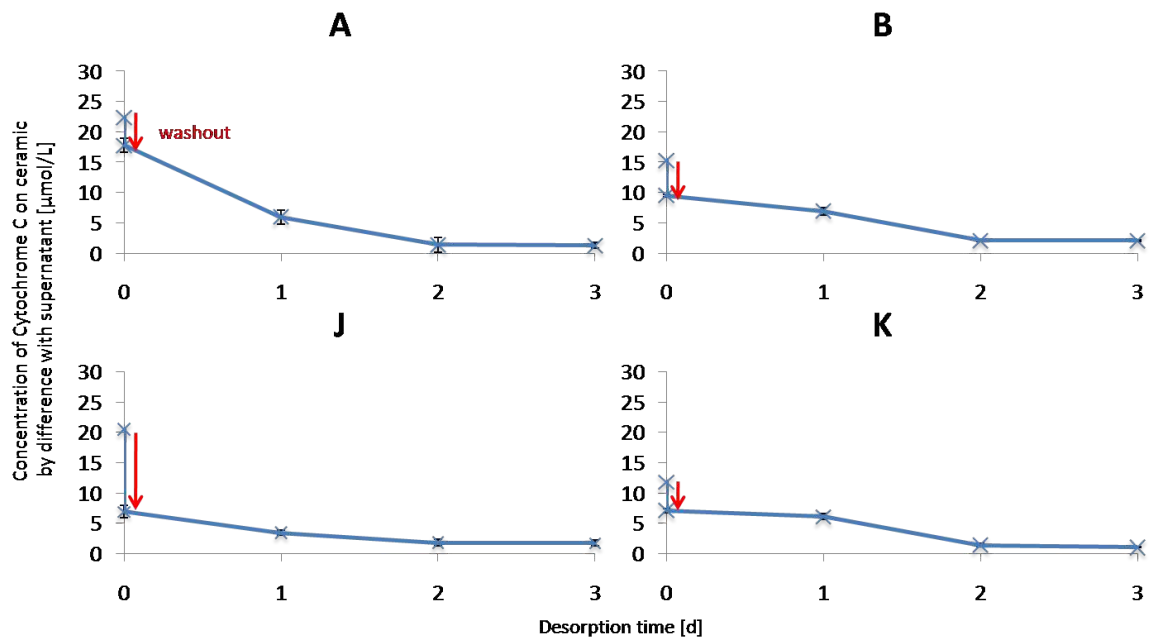 A
B
Concentration of Cytochrome C on ceramic
by difference with supernatant [µmol/L]
30
25
20
15
10
5
0
washout
0 1 2 3
30
25
20
15
10
5
0
0 1 2 3
J
K
30
25
20
15
10
5
0
0 1 2 3
30
25
20
15
10
5
0
0 1 2 3
Desorption time [d]